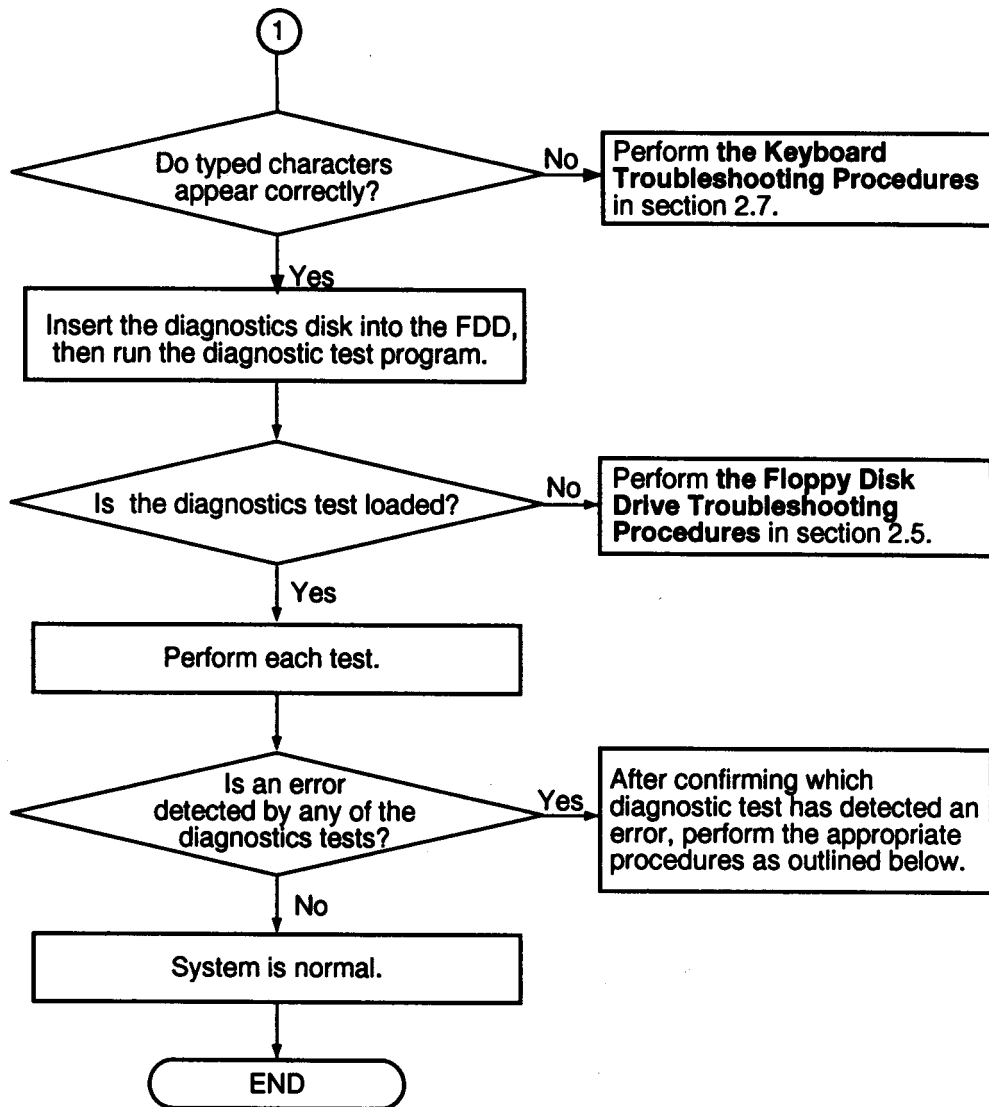 1
Do typed characters
appear correctly?
No
Perform the Keyboard
Troubleshooting Procedures
in section 2.7.
Yes
Insert the diagnostics disk into the FDD,
then run the diagnostic test program.
Is the diagnostics test loaded?
No
Perform the Floppy Disk
Drive Troubleshooting
Procedures in section 2.5.
Yes
Perform each test.
Is an error
detected by any of the
diagnostics tests?
Yes
After confirming which
diagnostic test has detected an
error, perform the appropriate
procedures as outlined below.
No
System is normal.
END